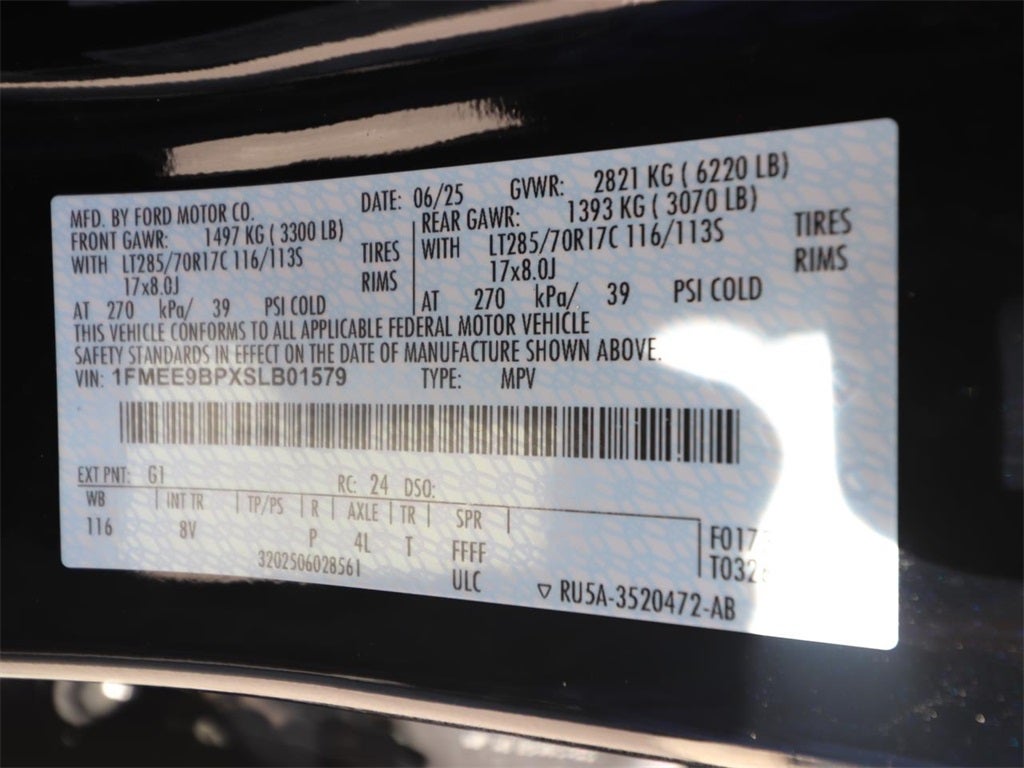 MFD. BY FORD MOTOR CO. DATE: 06/25 GVWR: 2821 KG ( 6220 LB)
FRONT GAWR: 1497 KG ( 3300 LB) REAR GAWR: 1393 KG ( 3070 LB)
WITH LT285/70R17C 116/113S TIRES WITH LT285/70R17C 116/113S TIRES
17x8.0J RIMS 17x8.0J RIMS
AT 270 kPa/ 39 PSI COLD AT 270 kPa/ 39 PSI COLD
THIS VEHICLE CONFORMS TO ALL APPLICABLE FEDERAL MOTOR VEHICLE
SAFETY STANDARDS IN EFFECT ON THE DATE OF MANUFACTURE SHOWN ABOVE.
VIN: 1FMEE9BPXSLB01579 TYPE: MPV
EXT PNT: G1 RC: 24 DSO:
WB INT TR TP/PS R AXLE TR SPR
116 8V P 4L T FFFF
3202506028561 ULC
▽ RU5A-3520472-AB